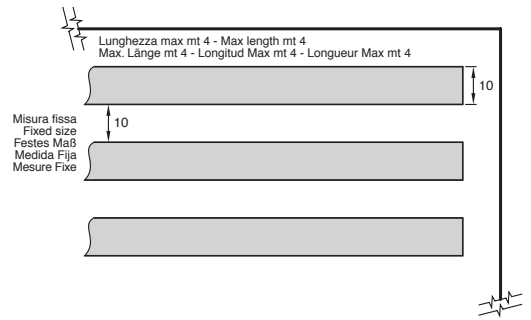 Lunghezza max mt 4 - Max length mt 4
Max. Länge mt 4 - Longitud Max mt 4 - Longueur Max mt 4
10
10
Misura fissa
Fixed size
Festes Maß
Medida Fija
Mesure Fixe